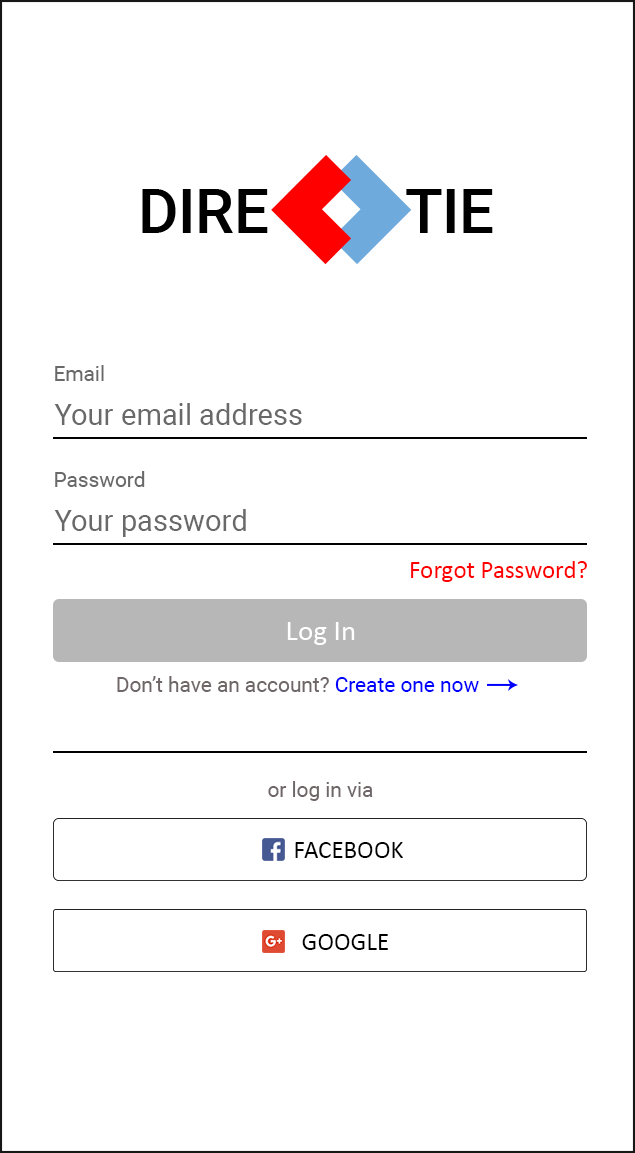 DIRE TIE
Email
Your email address
Password
Your password
Forgot Password?
Log In
Don’t have an account? Create one now →
or log in via
FACEBOOK
G+ GOOGLE